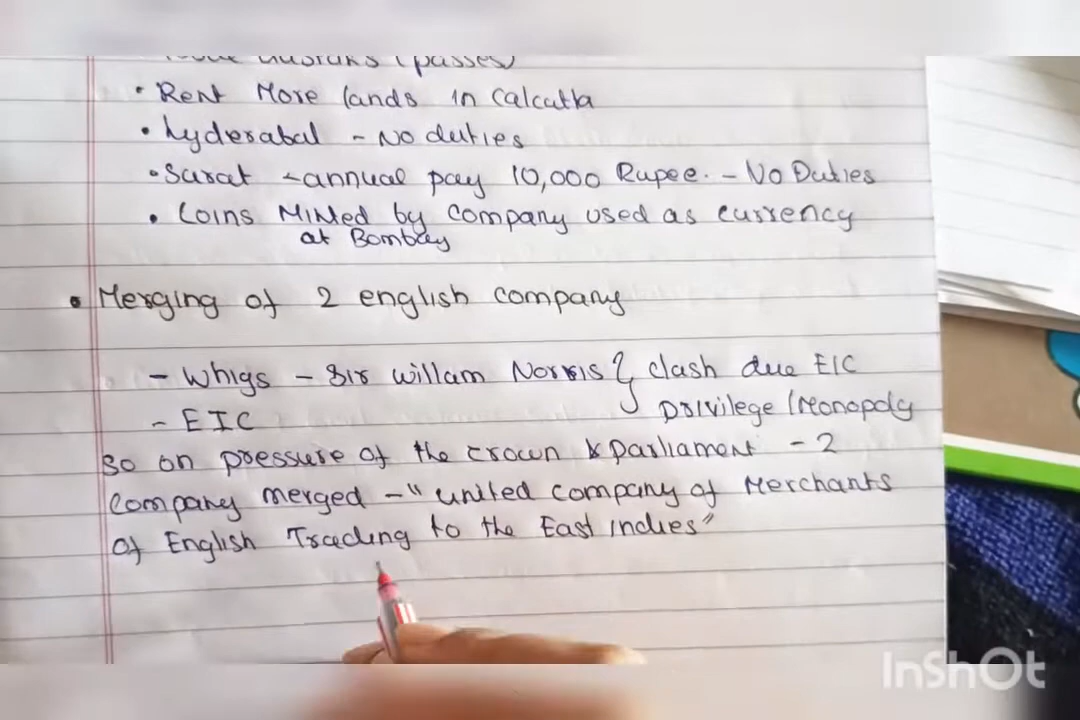 (passes)
• Rent More lands in Calcutta
• hyderabal - No duties
• Surat - annual pay 10,000 Rupee. - No Duties
• Coins MiNted by company used as currency
at Bombay
• Merging of 2 english company
- Whigs - Sir Willam Norris } clash due EIC
- EIC Privilege / Monopoly
so on pressure of the crown & parliament - 2
company merged - "united company of Merchants
of English Trading to the East indies"
InShOt